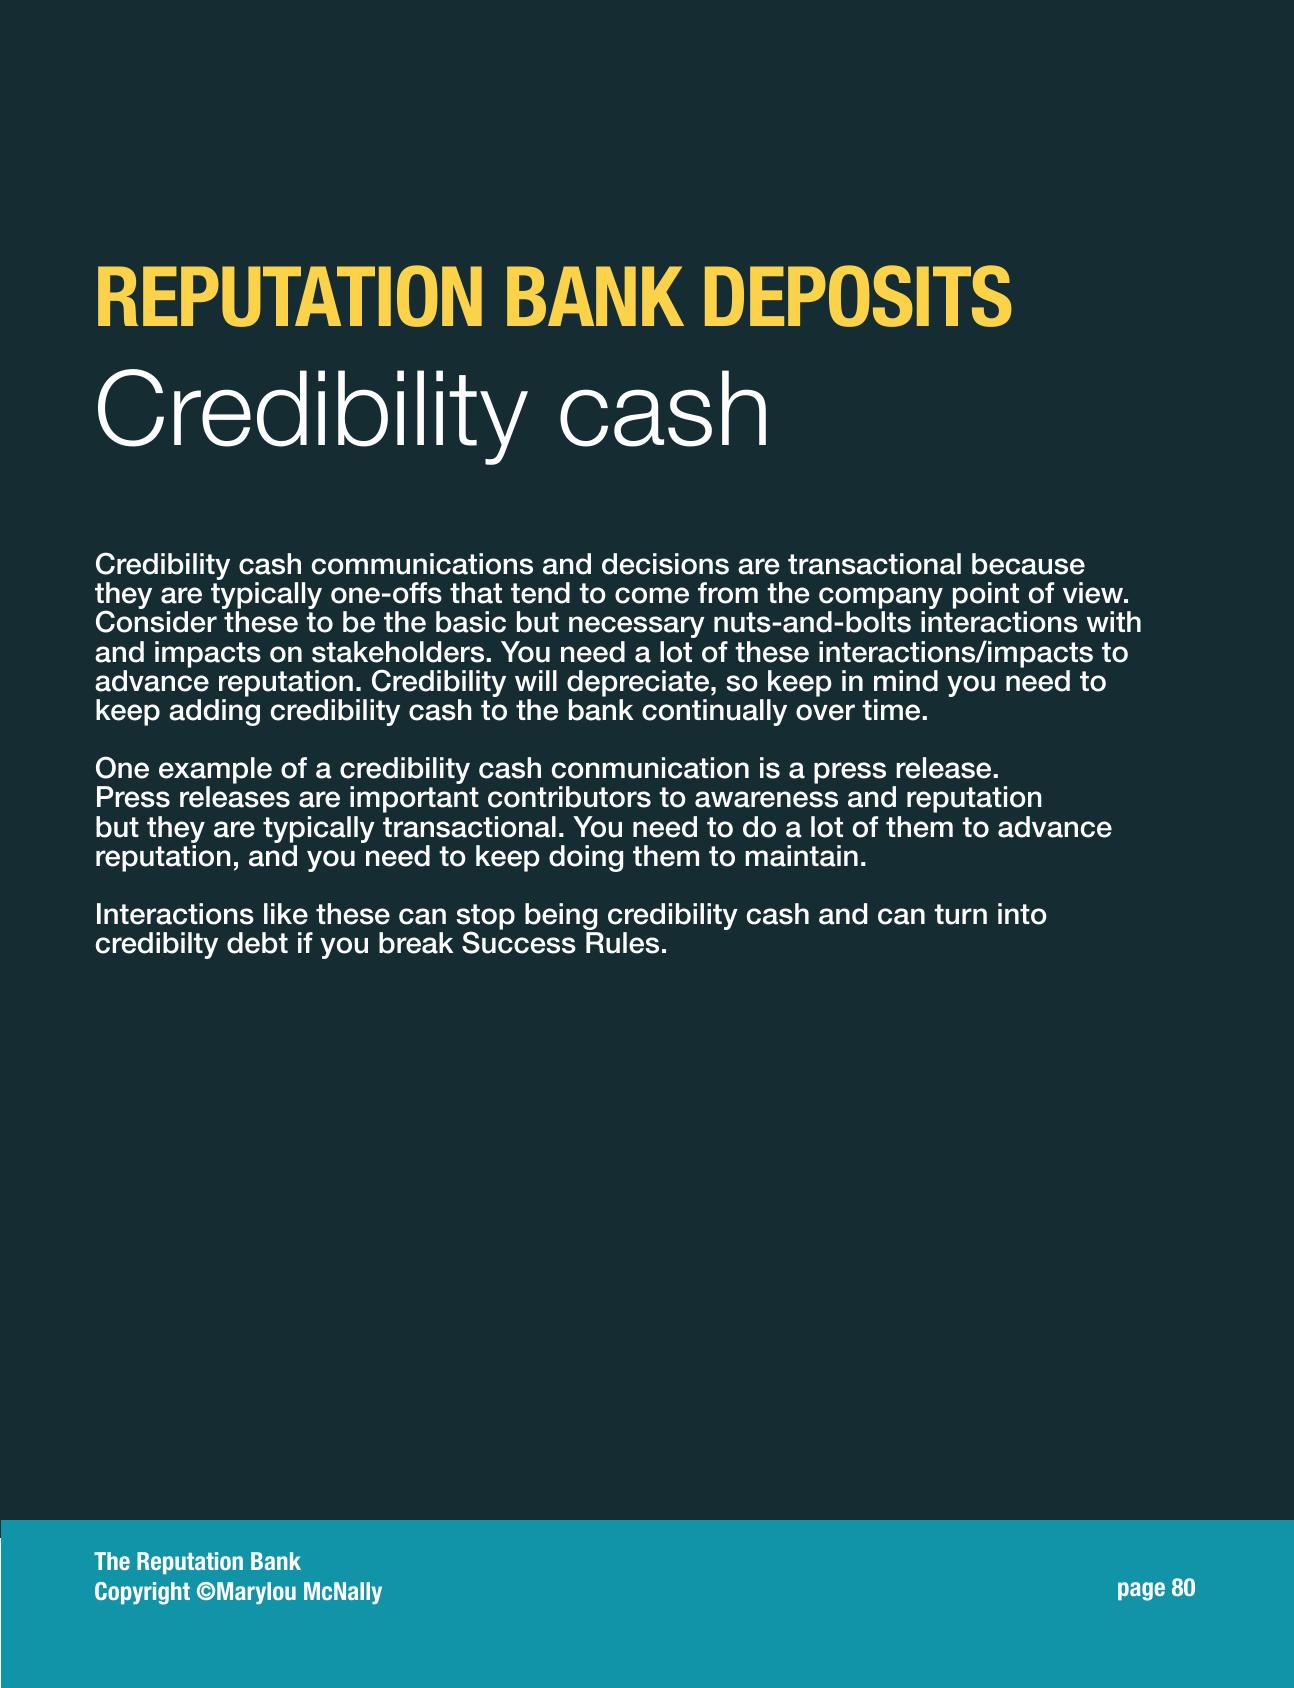 REPUTATION BANK DEPOSITS
Credibility cash
Credibility cash communications and decisions are transactional because
they are typically one-offs that tend to come from the company point of view.
Consider these to be the basic but necessary nuts-and-bolts interactions with
and impacts on stakeholders. You need a lot of these interactions/impacts to
advance reputation. Credibility will depreciate, so keep in mind you need to
keep adding credibility cash to the bank continually over time.
One example of a credibility cash conmunication is a press release.
Press releases are important contributors to awareness and reputation
but they are typically transactional. You need to do a lot of them to advance
reputation, and you need to keep doing them to maintain.
Interactions like these can stop being credibility cash and can turn into
credibilty debt if you break Success Rules.
The Reputation Bank
Copyright ©Marylou McNally
page 80